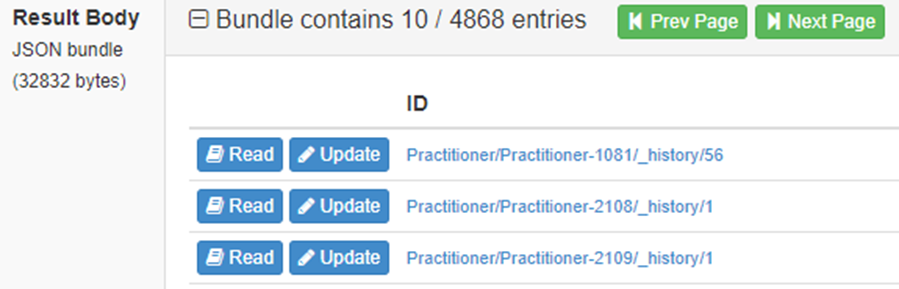 Result Body
JSON bundle
(32832 bytes)
Bundle contains 10 / 4868 entries Prev Page Next Page
ID
Read Update Practitioner/Practitioner-1081/_history/56
Read Update Practitioner/Practitioner-2108/_history/1
Read Update Practitioner/Practitioner-2109/_history/1